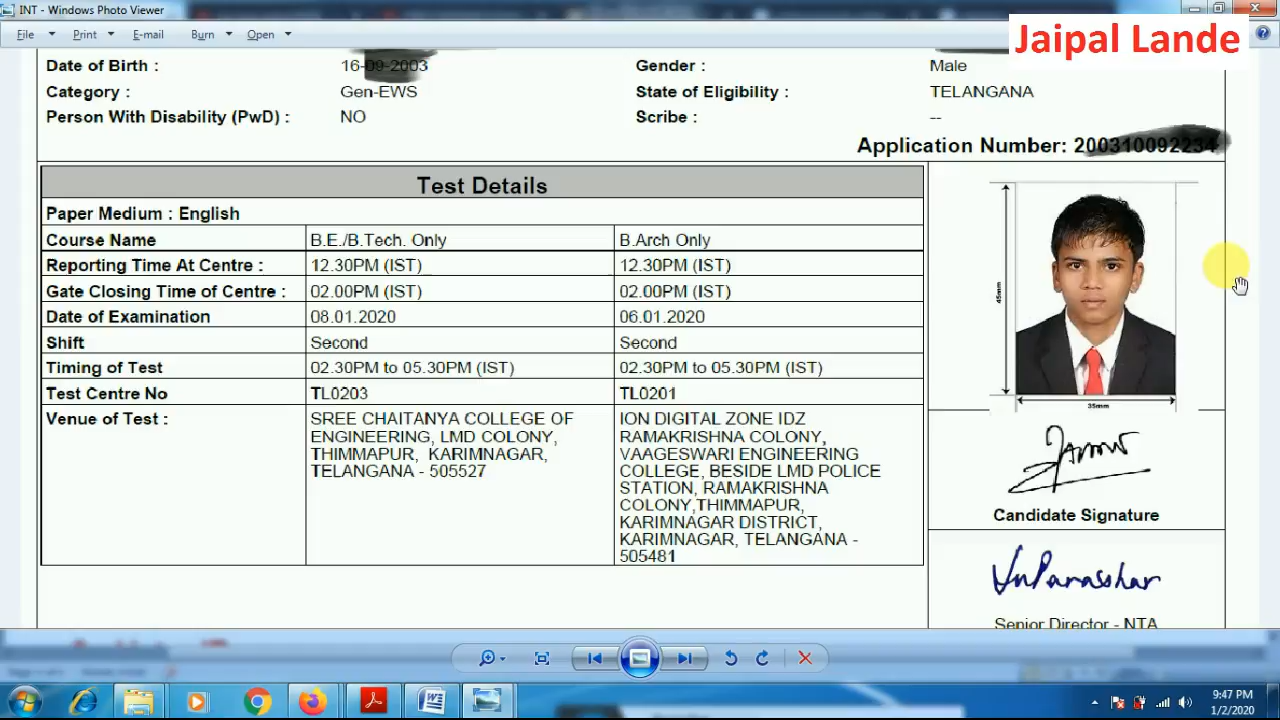 INT - Windows Photo Viewer
File Print E-mail Burn Open
Jaipal Lande
Date of Birth : 16-09-2003 Gender : Male
Category : Gen-EWS State of Eligibility : TELANGANA
Person With Disability (PwD) : NO Scribe : --
Application Number: 200310092234
Test Details
Paper Medium : English
Course Name B.E./B.Tech. Only B.Arch Only
Reporting Time At Centre : 12.30PM (IST) 12.30PM (IST)
Gate Closing Time of Centre : 02.00PM (IST) 02.00PM (IST)
Date of Examination 08.01.2020 06.01.2020
Shift Second Second
Timing of Test 02.30PM to 05.30PM (IST) 02.30PM to 05.30PM (IST)
Test Centre No TL0203 TL0201
Venue of Test :
SREE CHAITANYA COLLEGE OF
ENGINEERING, LMD COLONY,
THIMMAPUR, KARIMNAGAR,
TELANGANA - 505527
ION DIGITAL ZONE IDZ
RAMAKRISHNA COLONY,
VAAGESWARI ENGINEERING
COLLEGE, BESIDE LMD POLICE
STATION, RAMAKRISHNA
COLONY,THIMMAPUR,
KARIMNAGAR DISTRICT,
KARIMNAGAR, TELANGANA -
505481
45mm
35mm
Candidate Signature
Senior Director - NTA
9:47 PM
1/2/2020